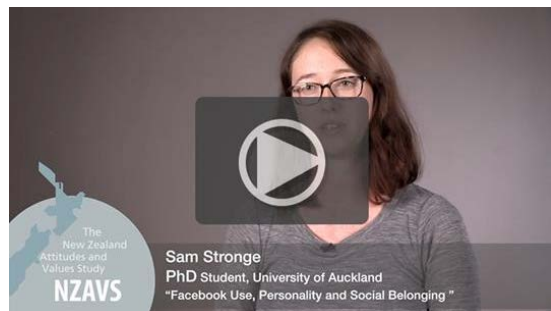 The
New Zealand
Attitudes and
Values Study
NZAVS
Sam Stronge
PhD Student, University of Auckland
“Facebook Use, Personality and Social Belonging ”